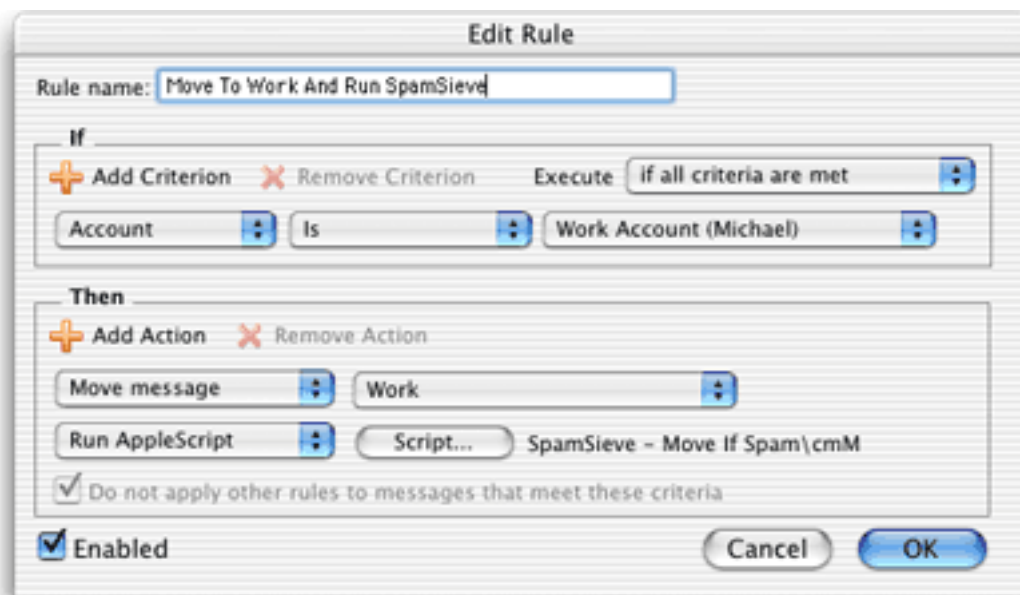 Edit Rule
Rule name: Move To Work And Run SpamSieve
If
Add Criterion Remove Criterion Execute if all criteria are met
Account Is Work Account (Michael)
Then
Add Action Remove Action
Move message Work
Run AppleScript Script... SpamSieve - Move If Spam\cmM
Do not apply other rules to messages that meet these criteria
Enabled Cancel OK